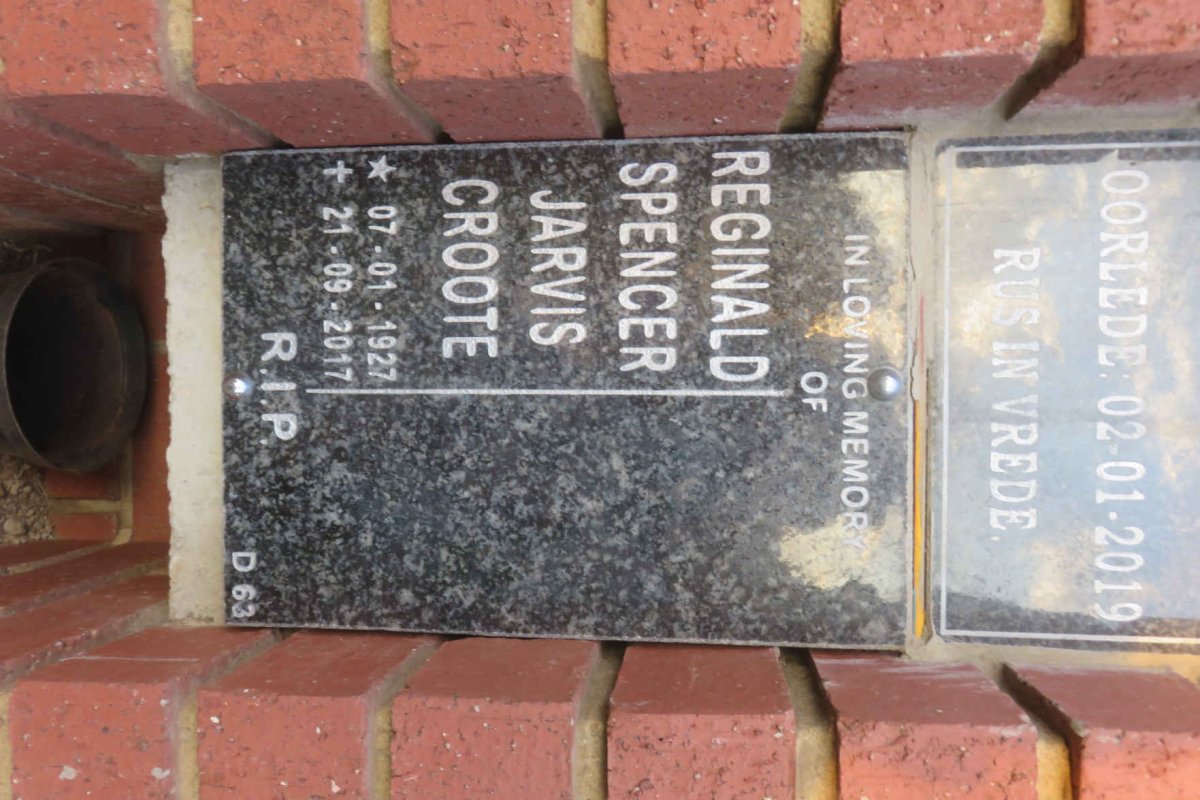 OORLEDE: 02-01-2019
RUS IN VREDE.
IN LOVING MEMORY
OF
REGINALD
SPENCER
JARVIS
CROOTE
★ 07-01-1927
+ 21-09-2017
R.I.P.
D 63